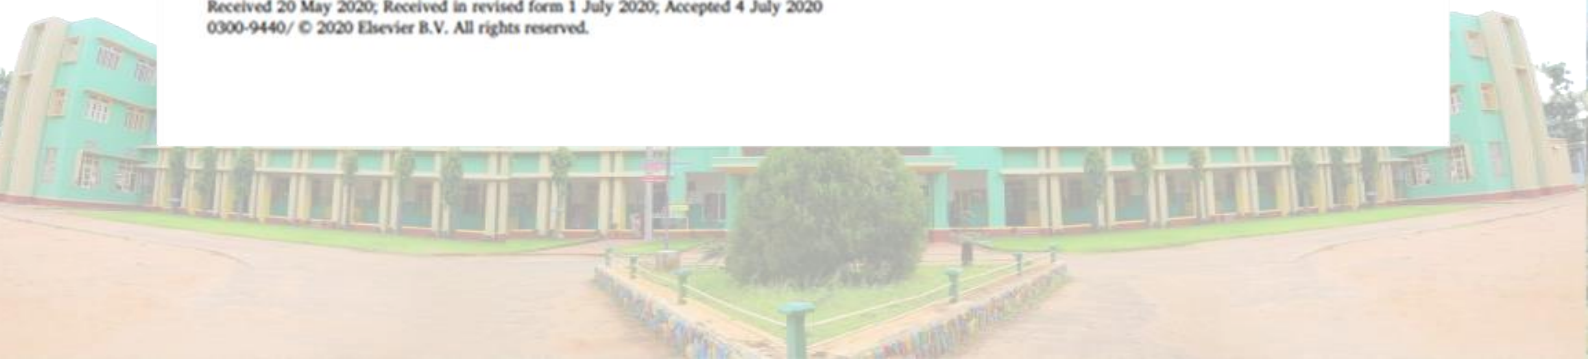 Received 20 May 2020; Received in revised form 1 July 2020; Accepted 4 July 2020
0300-9440/ © 2020 Elsevier B.V. All rights reserved.